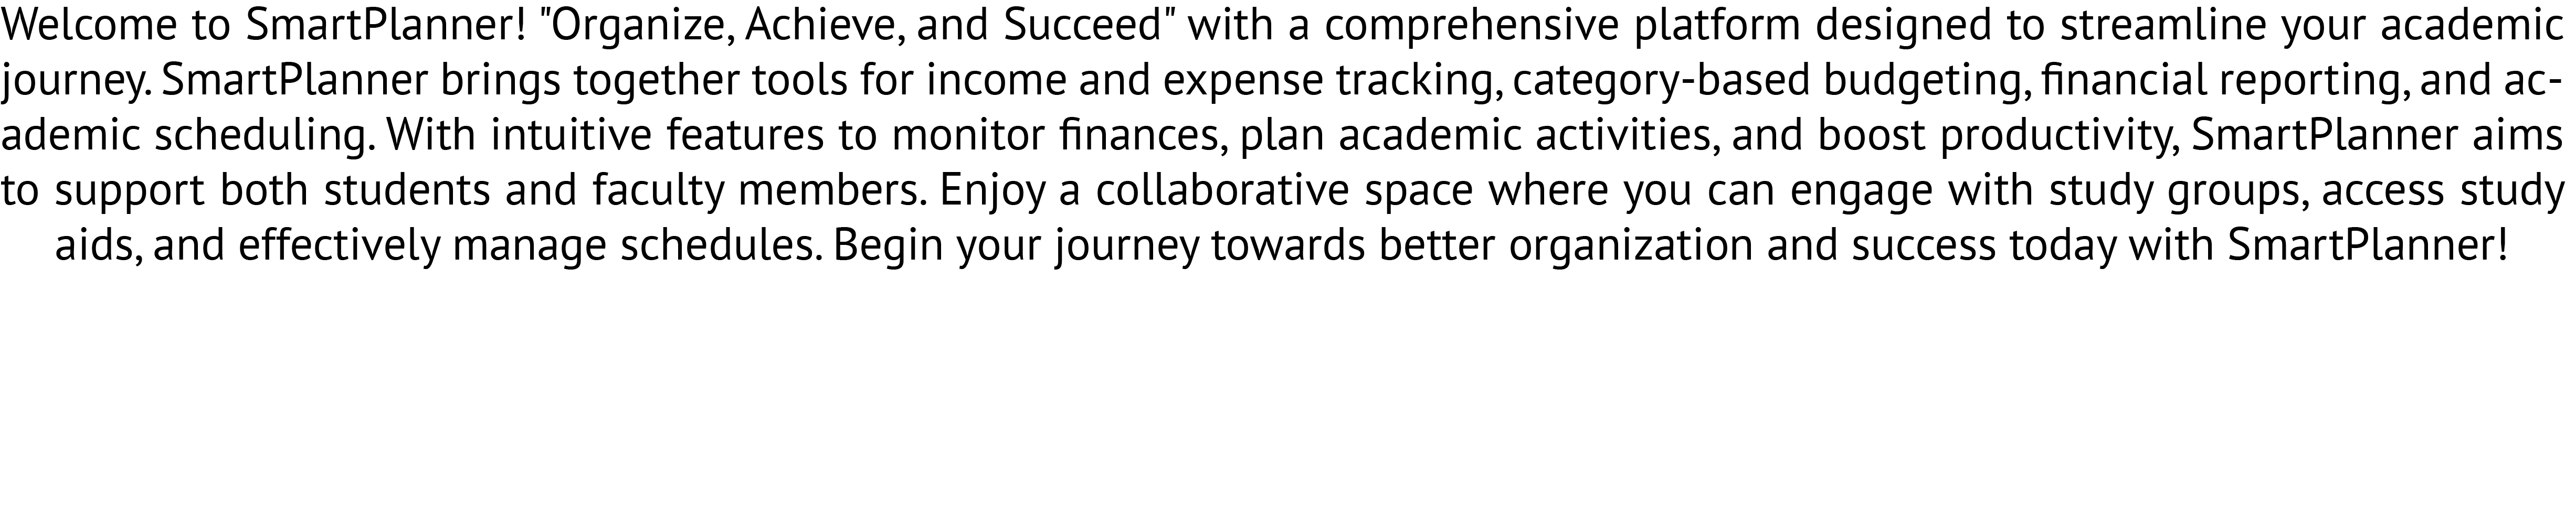 Welcome to SmartPlanner! "Organize, Achieve, and Succeed" with a comprehensive platform designed to streamline your academic
journey. SmartPlanner brings together tools for income and expense tracking, category-based budgeting, financial reporting, and ac-
ademic scheduling. With intuitive features to monitor finances, plan academic activities, and boost productivity, SmartPlanner aims
to support both students and faculty members. Enjoy a collaborative space where you can engage with study groups, access study
aids, and effectively manage schedules. Begin your journey towards better organization and success today with SmartPlanner!